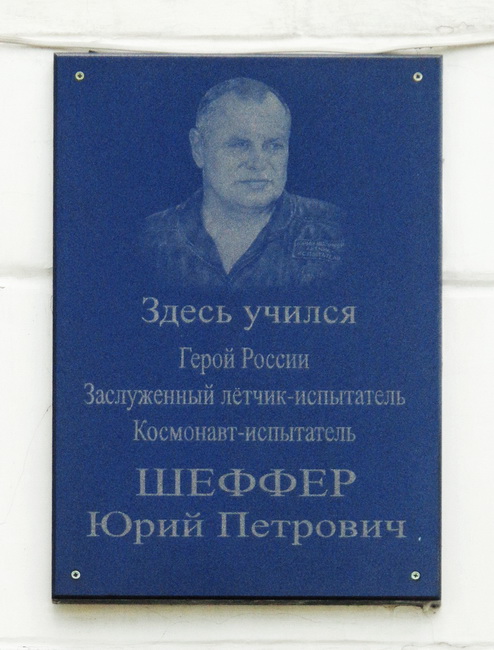 Здесь учился
Герой России
Заслуженный лётчик-испытатель
Космонавт-испытатель
ШЕФФЕР
Юрий Петрович